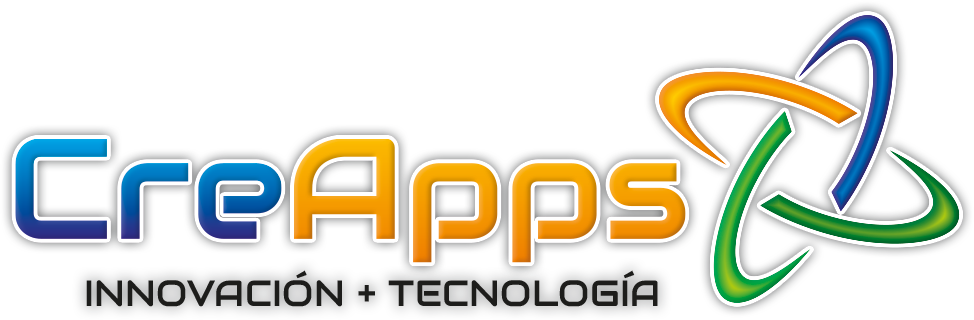 CreApps
INNOVACIÓN + TECNOLOGÍA